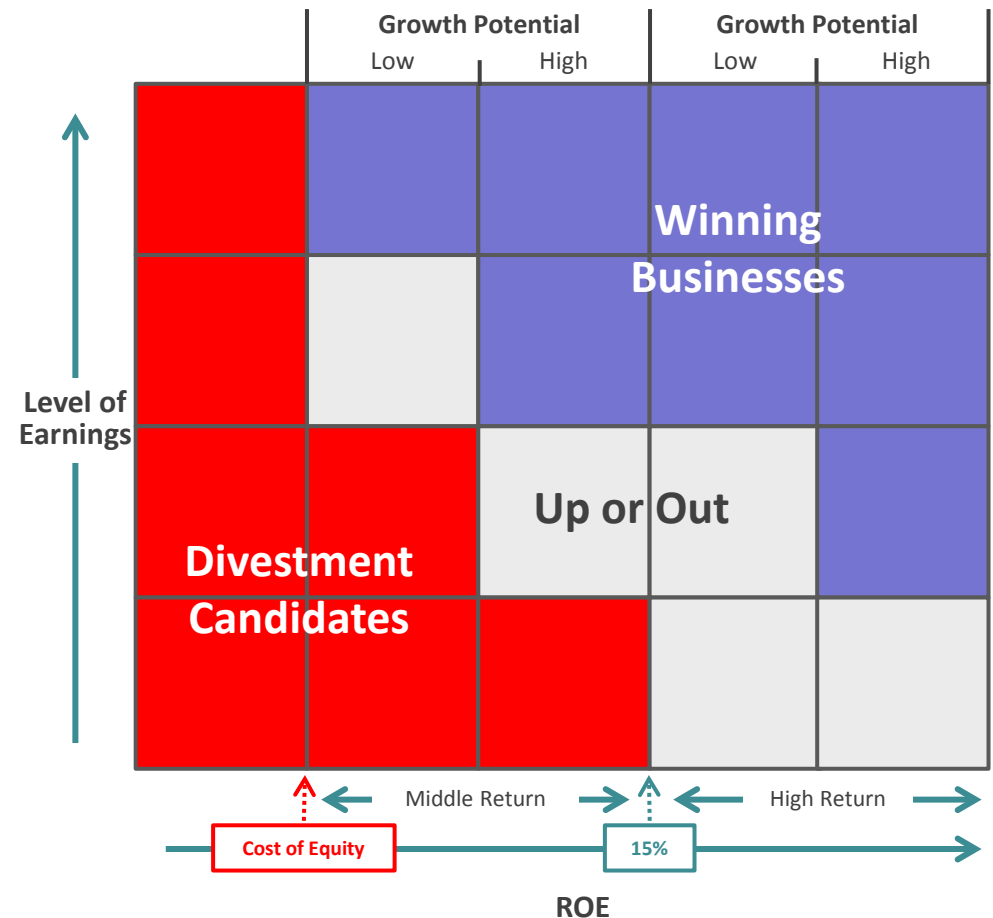 Growth Potential
Growth Potential
Low
High
Low
High
Winning
Businesses
Level of
Earnings
Up or Out
Divestment
Candidates
Middle Return
High Return
Cost of Equity
15%
ROE